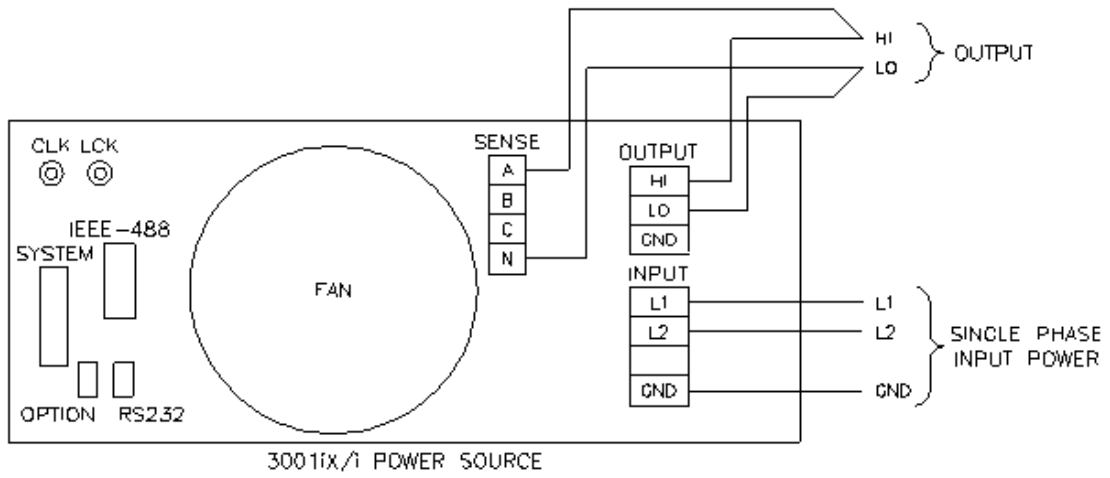 HI
LO
OUTPUT
CLK LCK
IEEE-488
SYSTEM
OPTION RS232
FAN
SENSE
A
B
C
N
OUTPUT
HI
LO
GND
INPUT
L1
L2
GND
L1
L2
GND
SINGLE PHASE
INPUT POWER
3001iX/i POWER SOURCE